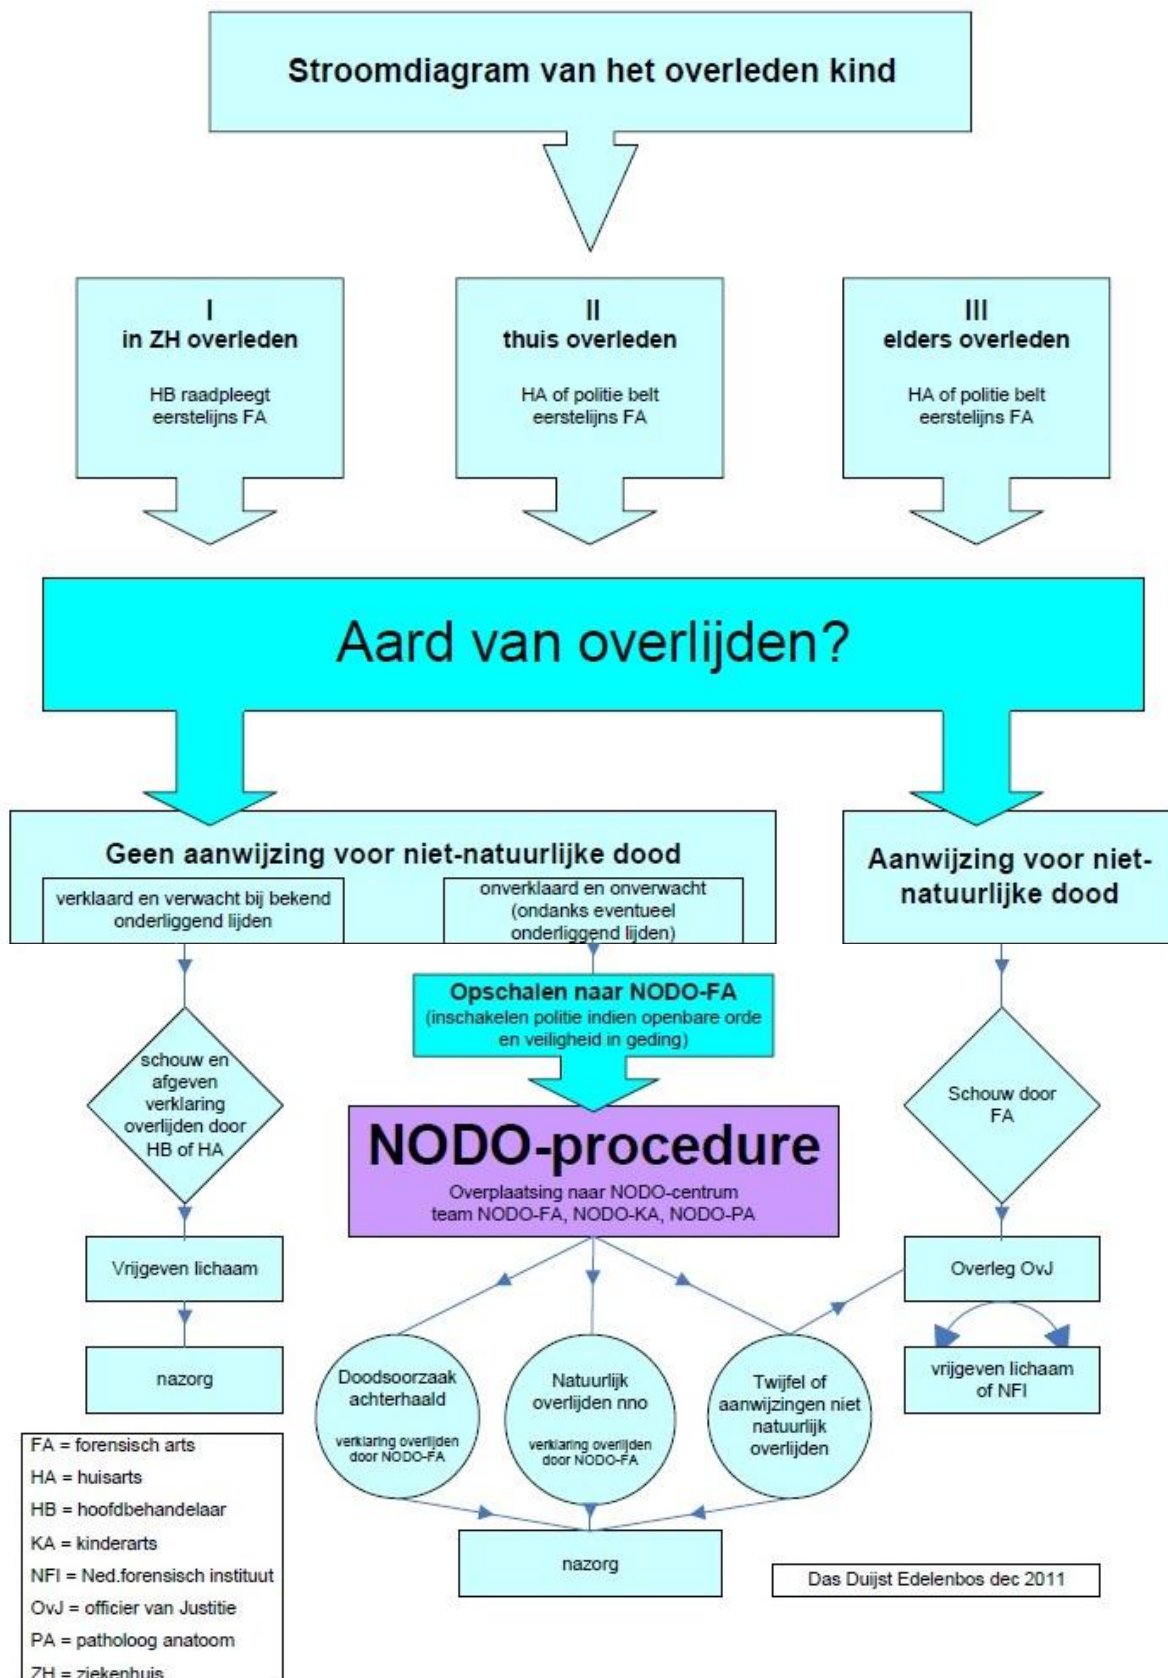 Stroomdiagram van het overleden kind
I
in ZH overleden
HB raadpleegt
eerstelijns FA
II
thuis overleden
HA of politie belt
eerstelijns FA
III
elders overleden
HA of politie belt
eerstelijns FA
Aard van overlijden?
Geen aanwijzing voor niet-natuurlijke dood
verklaard en verwacht bij bekend
onderliggend lijden
onverklaard en onverwacht
(ondanks eventueel
onderliggend lijden)
Aanwijzing voor niet-
natuurlijke dood
schouw en
afgeven
verklaring
overlijden door
HB of HA
Opschalen naar NODO-FA
(inschakelen politie indien openbare orde
en veiligheid in geding)
Schouw door
FA
NODO-procedure
Overplaatsing naar NODO-centrum
team NODO-FA, NODO-KA, NODO-PA
Vrijgeven lichaam
Overleg OvJ
nazorg
Doodsoorzaak
achterhaald
verklaring overlijden
door NODO-FA
Natuurlijk
overlijden nno
verklaring overlijden
door NODO-FA
Twijfel of
aanwijzingen niet
natuurlijk
overlijden
vrijgeven lichaam
of NFI
nazorg
FA = forensisch arts
HA = huisarts
HB = hoofdbehandelaar
KA = kinderarts
NFI = Ned.forensisch instituut
OvJ = officier van Justitie
PA = patholoog anatoom
ZH = ziekenhuis
Das Duijst Edelenbos dec 2011